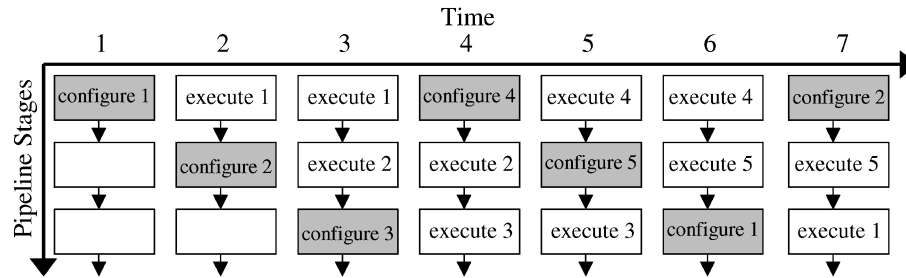 Time
1 2 3 4 5 6 7
Pipeline Stages
configure 1 execute 1 execute 1 configure 4 execute 4 execute 4 configure 2
configure 2 execute 2 execute 2 configure 5 execute 5 execute 5
configure 3 execute 3 execute 3 configure 1 execute 1